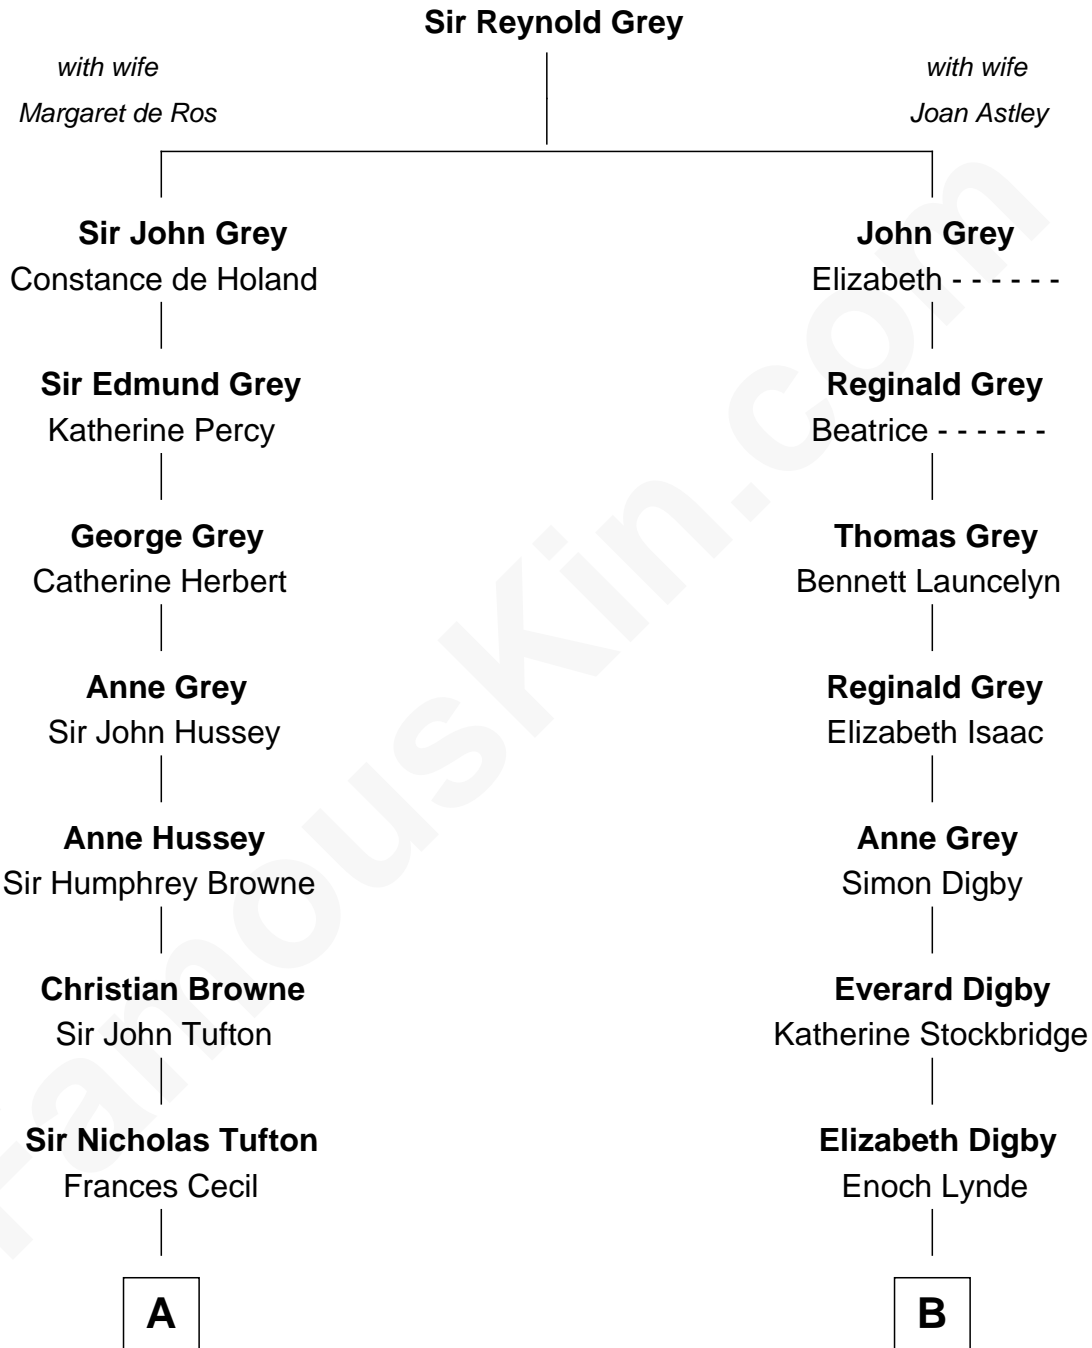 Sir Reynold Grey
with wife
Margaret de Ros
with wife
Joan Astley
Sir John Grey
Constance de Holand
John Grey
Elizabeth - - - - - -
Sir Edmund Grey
Katherine Percy
Reginald Grey
Beatrice - - - - - -
George Grey
Catherine Herbert
Thomas Grey
Bennett Launcelyn
Anne Grey
Sir John Hussey
Reginald Grey
Elizabeth Isaac
Anne Hussey
Sir Humphrey Browne
Anne Grey
Simon Digby
Christian Browne
Sir John Tufton
Everard Digby
Katherine Stockbridge
Sir Nicholas Tufton
Frances Cecil
Elizabeth Digby
Enoch Lynde
A
B
FamousKin.com